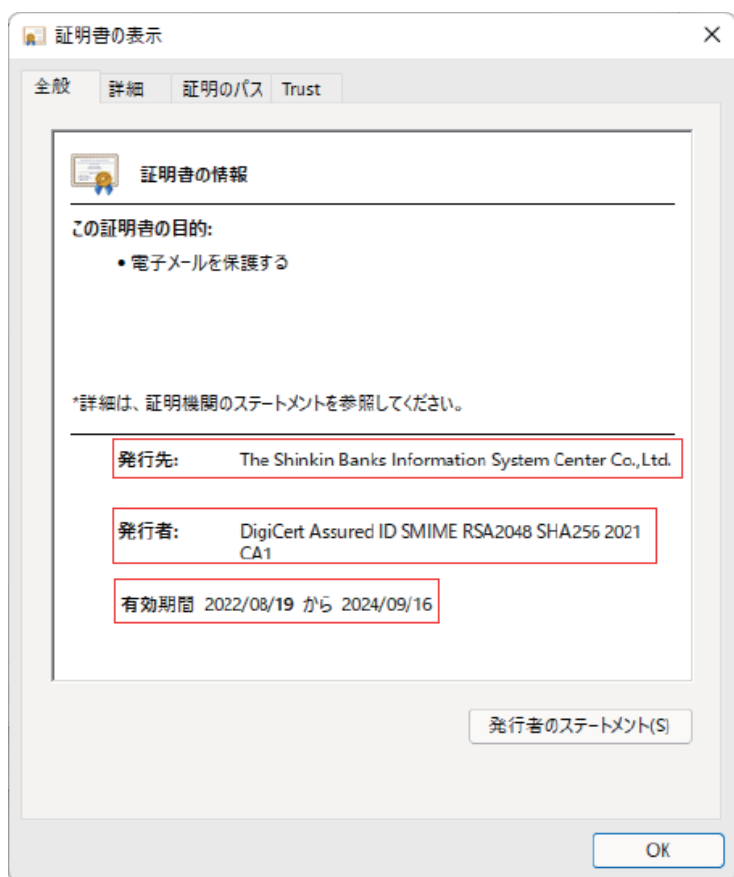 証明書の表示
全般 詳細 証明のパス Trust
証明書の情報
この証明書の目的:
• 電子メールを保護する
*詳細は、証明機関のステートメントを参照してください。
発行先: The Shinkin Banks Information System Center Co.,Ltd.
発行者: DigiCert Assured ID SMIME RSA2048 SHA256 2021
CA1
有効期間 2022/08/19 から 2024/09/16
発行者のステートメント(S)
OK